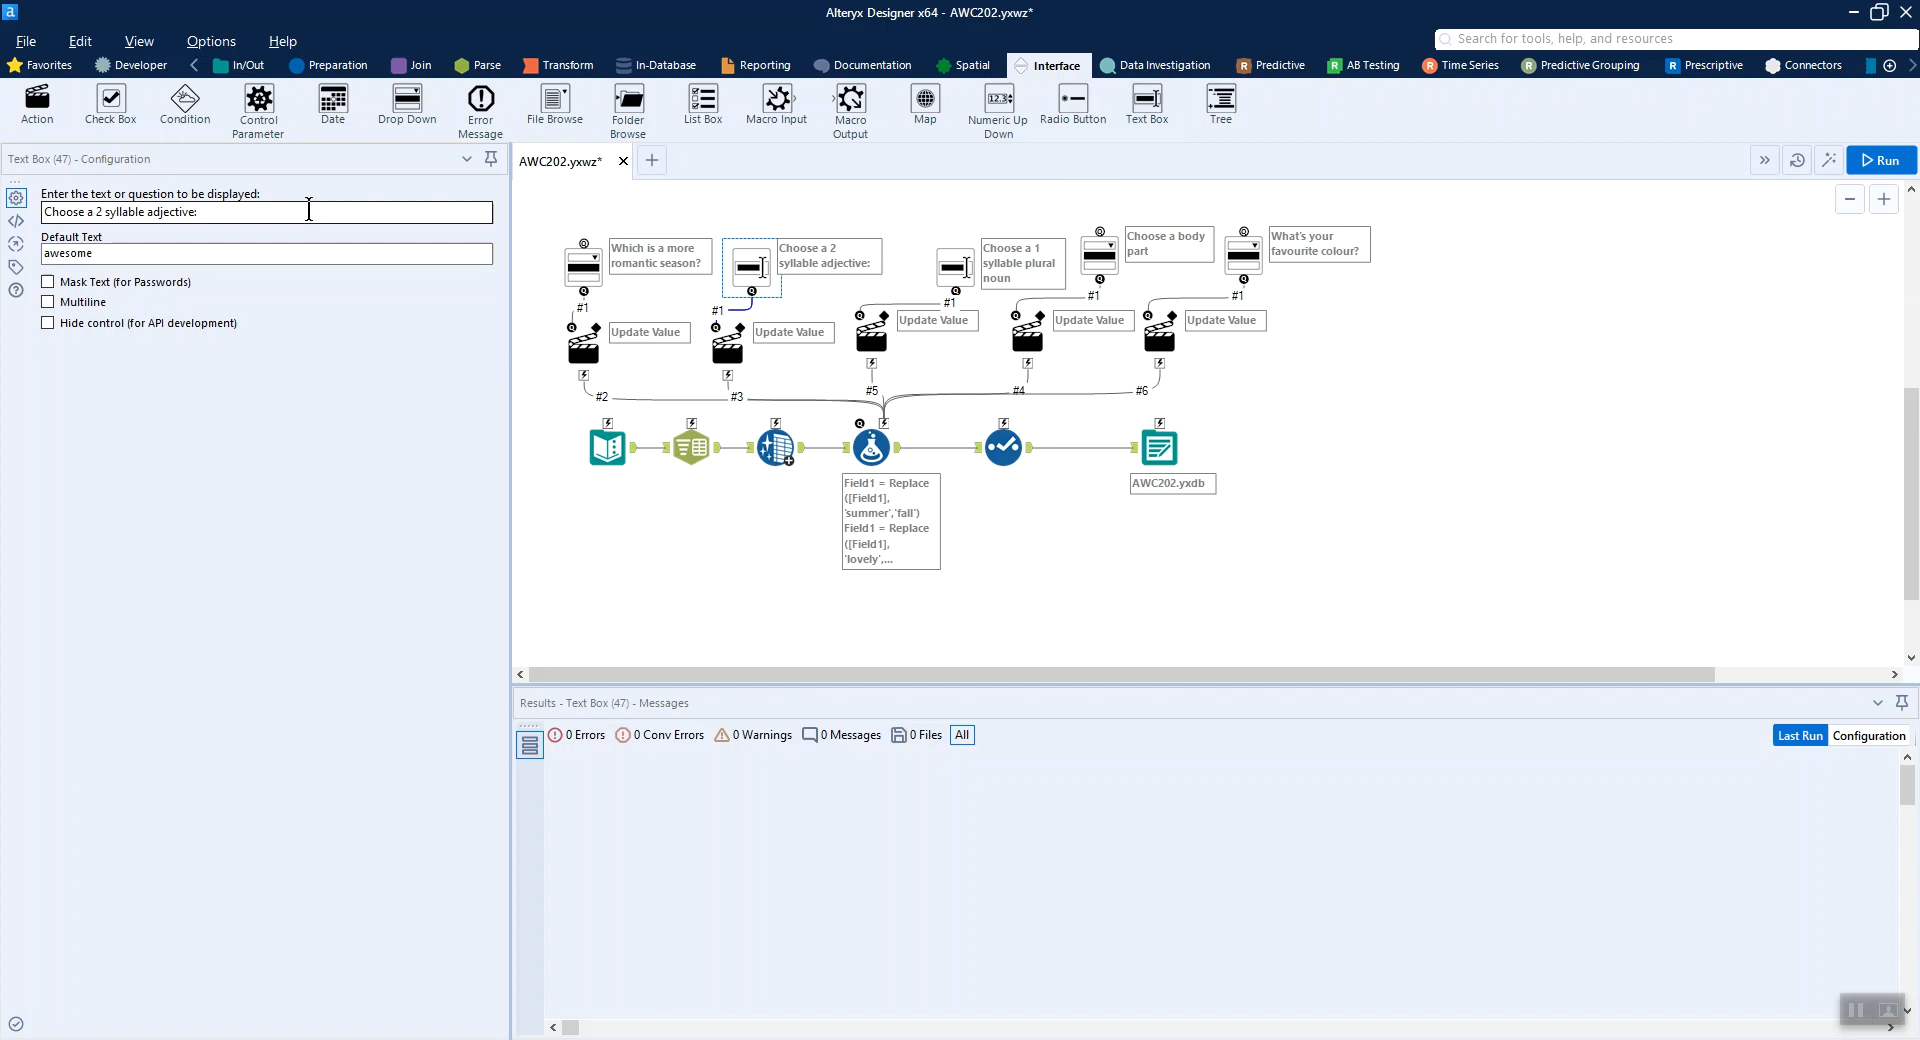 Alteryx Designer x64 - AWC202.yxwz*
File Edit View Options Help
Search for tools, help, and resources
Favorites Developer In/Out Preparation Join Parse Transform In-Database Reporting Documentation Spatial Interface Data Investigation Predictive AB Testing Time Series Predictive Grouping Prescriptive Connectors
Action Check Box Condition Control Parameter Date Drop Down Error Message File Browse Folder Browse List Box Macro Input Macro Output Map Numeric Up Down Radio Button Text Box Tree
Text Box (47) - Configuration
AWC202.yxwz*
Run
Enter the text or question to be displayed:
Choose a 2 syllable adjective:
Default Text
awesome
Mask Text (for Passwords)
Multiline
Hide control (for API development)
Which is a more
romantic season?
Choose a 2
syllable adjective:
Choose a 1
syllable plural
noun
Choose a body
part
What's your
favourite colour?
#1 #1 #1 #1 #1
Update Value Update Value Update Value Update Value Update Value
#2 #3 #5 #4 #6
Field1 = Replace
([Field1],
'summer','fall')
Field1 = Replace
([Field1],
'lovely',...
AWC202.yxdb
Results - Text Box (47) - Messages
0 Errors 0 Conv Errors 0 Warnings 0 Messages 0 Files All
Last Run Configuration